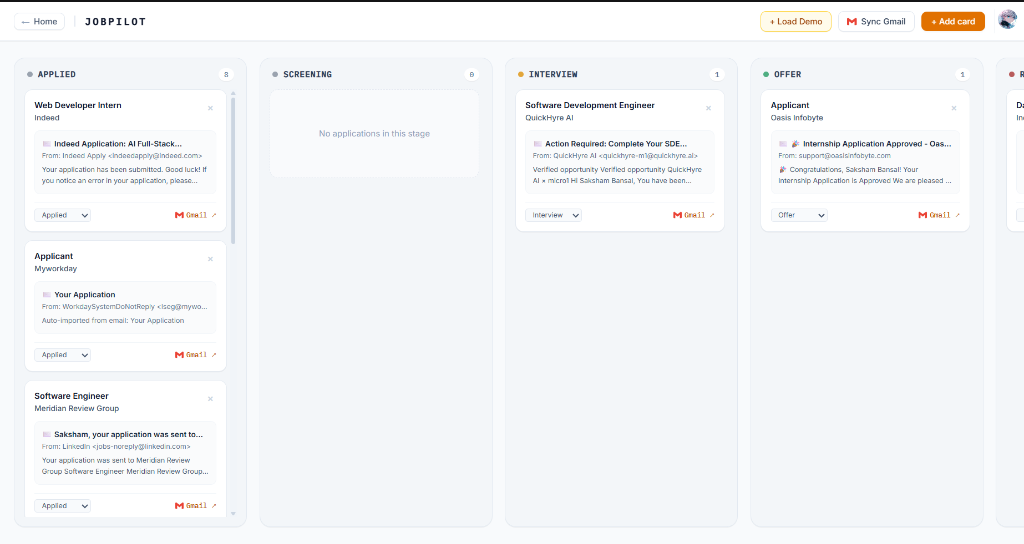 ← Home
JOBPILOT
+ Load Demo
Sync Gmail
+ Add card
APPLIED
8
Web Developer Intern
Indeed
Indeed Application: AI Full-Stack...
From: Indeed Apply <indeedapply@indeed.com>
Your application has been submitted. Good luck! If
you notice an error in your application, please...
Applied
Gmail ↗
Applicant
Myworkday
Your Application
From: WorkdaySystemDoNotReply <lseg@mywo...
Auto-imported from email: Your Application
Applied
Gmail ↗
Software Engineer
Meridian Review Group
Saksham, your application was sent to...
From: LinkedIn <jobs-noreply@linkedin.com>
Your application was sent to Meridian Review
Group Software Engineer Meridian Review Group...
Applied
Gmail ↗
SCREENING
0
No applications in this stage
INTERVIEW
1
Software Development Engineer
QuickHyre AI
Action Required: Complete Your SDE...
From: QuickHyre AI <quickhyre-m1@quickhyre.ai>
Verified opportunity Verified opportunity QuickHyre
AI × micro1 Hi Saksham Bansal, You have been...
Interview
Gmail ↗
OFFER
1
Applicant
Oasis Infobyte
🎉 Internship Application Approved - Oas...
From: support@oasisinfobyte.com
🎉 Congratulations, Saksham Bansal! Your
Internship Application is Approved We are pleased ...
Offer
Gmail ↗